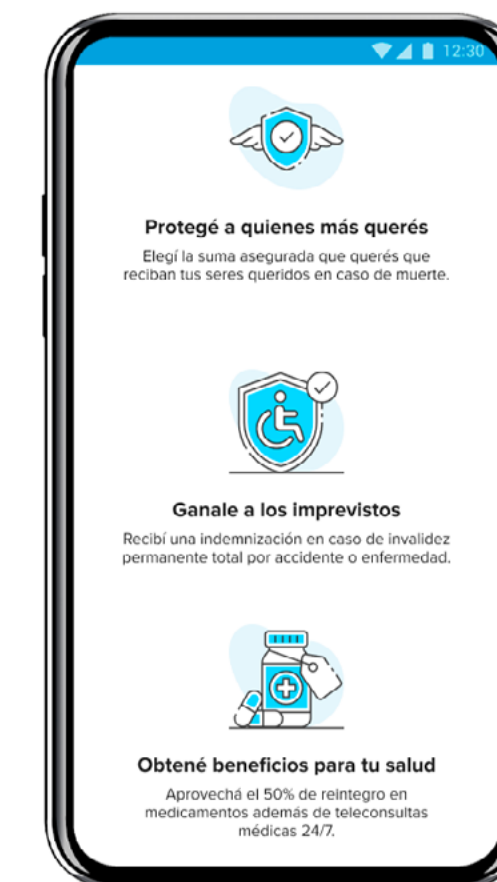 12:30
Protegé a quienes más querés
Elegí la suma asegurada que querés que
reciban tus seres queridos en caso de muerte.
Ganale a los imprevistos
Recibí una indemnización en caso de invalidez
permanente total por accidente o enfermedad.
Obtené beneficios para tu salud
Aprovechá el 50% de reintegro en
medicamentos además de teleconsultas
médicas 24/7.